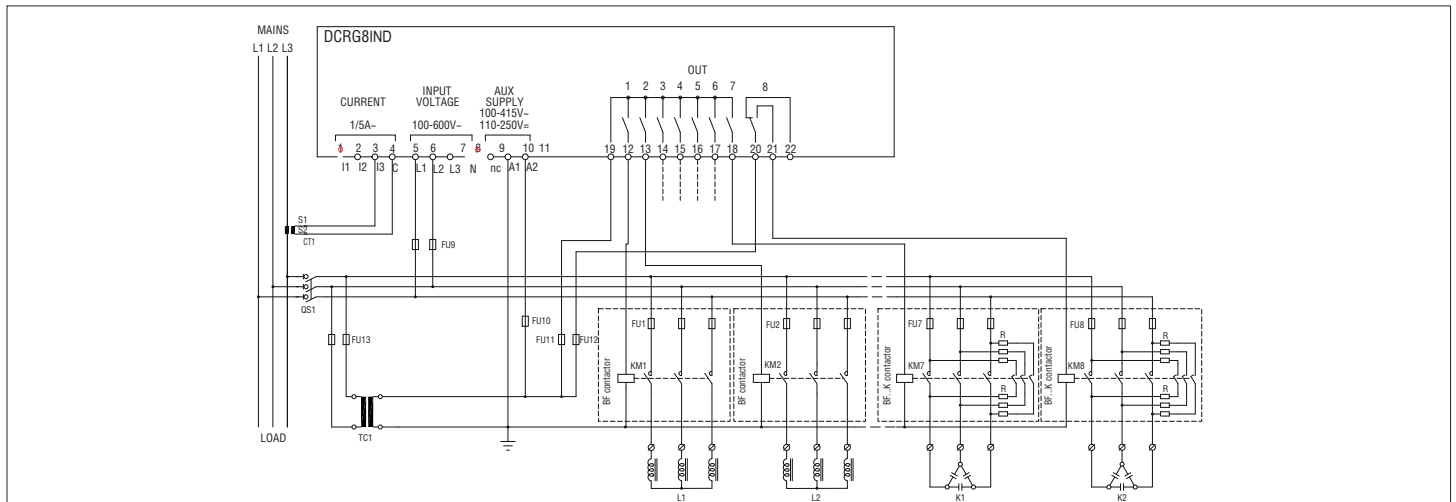 MAINS
L1 L2 L3
DCRG8IND
OUT
1 2 3 4 5 6 7 8
CURRENT
INPUT
VOLTAGE
AUX
SUPPLY
100-415V~
110-250V=
1/5A~
100-600V~
1 2 3 4 5 6 7 8 9 10 11
19 12 13 14 15 16 17 18 20 21 22
I1 I2 I3 C L1 L2 L3 N nc A1 A2
S1
S2
CT1
FU9
QS1
FU13
FU10
FU11
FU12
FU1
FU2
FU7
FU8
R
R
KM1
KM2
KM7
KM8
BF contactor
BF contactor
BF...K contactor
BF...K contactor
R
R
TC1
LOAD
L1
L2
K1
K2